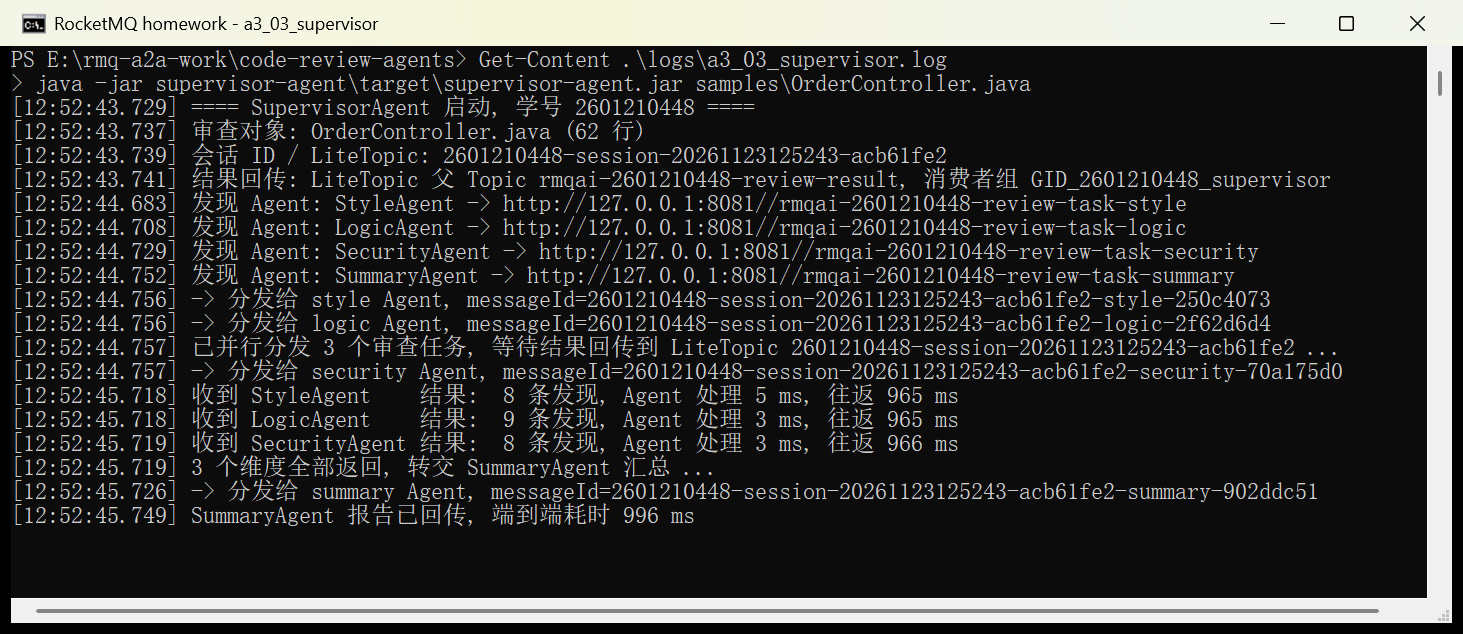 RocketMQ homework - a3_03_supervisor
PS E:\rmq-a2a-work\code-review-agents> Get-Content .\logs\a3_03_supervisor.log
> java -jar supervisor-agent\target\supervisor-agent.jar samples\OrderController.java
[12:52:43.729] ==== SupervisorAgent 启动, 学号 2601210448 ====
[12:52:43.737] 审查对象: OrderController.java (62 行)
[12:52:43.739] 会话 ID / LiteTopic: 2601210448-session-20261123125243-acb61fe2
[12:52:43.741] 结果回传: LiteTopic 父 Topic rmqai-2601210448-review-result, 消费者组 GID_2601210448_supervisor
[12:52:44.683] 发现 Agent: StyleAgent -> http://127.0.0.1:8081//rmqai-2601210448-review-task-style
[12:52:44.708] 发现 Agent: LogicAgent -> http://127.0.0.1:8081//rmqai-2601210448-review-task-logic
[12:52:44.729] 发现 Agent: SecurityAgent -> http://127.0.0.1:8081//rmqai-2601210448-review-task-security
[12:52:44.752] 发现 Agent: SummaryAgent -> http://127.0.0.1:8081//rmqai-2601210448-review-task-summary
[12:52:44.756] -> 分发给 style Agent, messageId=2601210448-session-20261123125243-acb61fe2-style-250c4073
[12:52:44.756] -> 分发给 logic Agent, messageId=2601210448-session-20261123125243-acb61fe2-logic-2f62d6d4
[12:52:44.757] 已并行分发 3 个审查任务, 等待结果回传到 LiteTopic 2601210448-session-20261123125243-acb61fe2 ...
[12:52:44.757] -> 分发给 security Agent, messageId=2601210448-session-20261123125243-acb61fe2-security-70a175d0
[12:52:45.718] 收到 StyleAgent    结果:  8 条发现, Agent 处理 5 ms, 往返 965 ms
[12:52:45.718] 收到 LogicAgent    结果:  9 条发现, Agent 处理 3 ms, 往返 965 ms
[12:52:45.719] 收到 SecurityAgent 结果:  8 条发现, Agent 处理 3 ms, 往返 966 ms
[12:52:45.719] 3 个维度全部返回, 转交 SummaryAgent 汇总 ...
[12:52:45.726] -> 分发给 summary Agent, messageId=2601210448-session-20261123125243-acb61fe2-summary-902ddc51
[12:52:45.749] SummaryAgent 报告已回传, 端到端耗时 996 ms